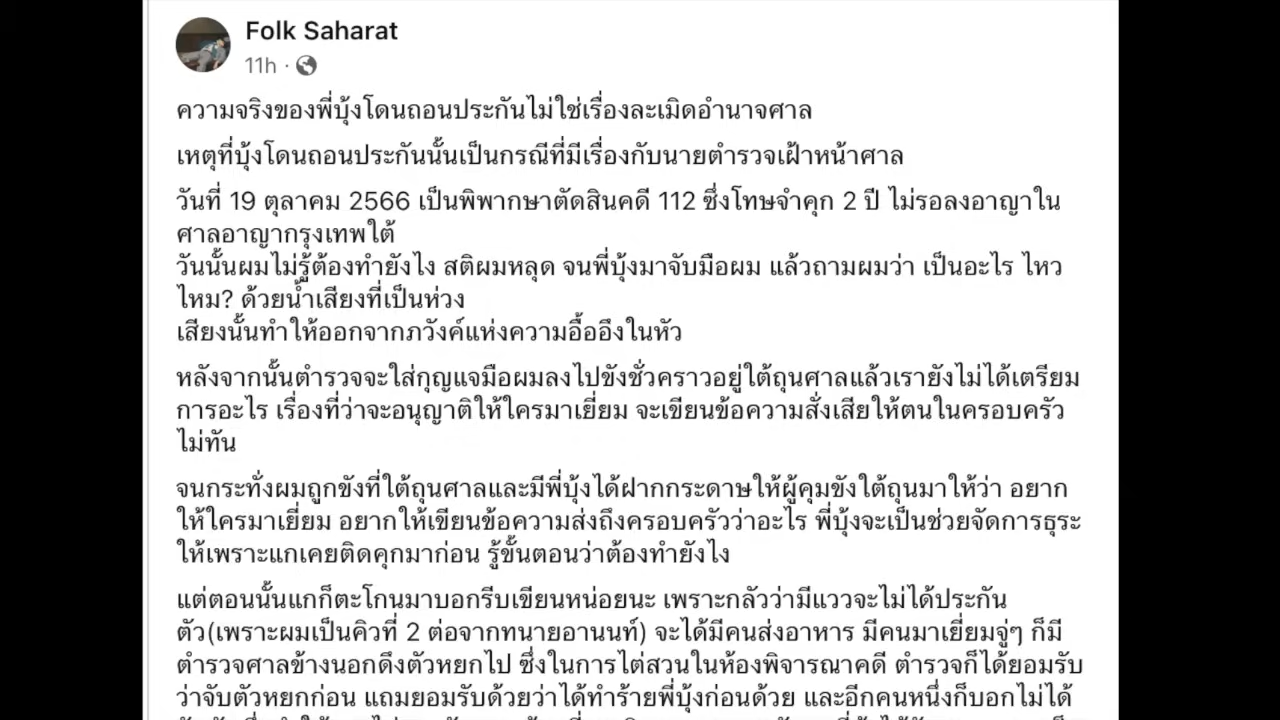 Folk Saharat
11h ·
ความจริงของพี่บุ้งโดนถอนประกันไม่ใช่เรื่องละเมิดอำนาจศาล
เหตุที่บุ้งโดนถอนประกันนั้นเป็นกรณีที่มีเรื่องกับนายตำรวจเฝ้าหน้าศาล
วันที่ 19 ตุลาคม 2566 เป็นพิพากษาตัดสินคดี 112 ซึ่งโทษจำคุก 2 ปี ไม่รอลงอาญาใน
ศาลอาญากรุงเทพใต้
วันนั้นผมไม่รู้ต้องทำยังไง สติผมหลุด จนพี่บุ้งมาจับมือผม แล้วถามผมว่า เป็นอะไร ไหว
ไหม? ด้วยน้ำเสียงที่เป็นห่วง
เสียงนั้นทำให้ออกจากภวังค์แห่งความอื้ออึงในหัว
หลังจากนั้นตำรวจจะใส่กุญแจมือผมลงไปขังชั่วคราวอยู่ใต้ถุนศาลแล้วเรายังไม่ได้เตรียม
การอะไร เรื่องที่ว่าจะอนุญาติให้ใครมาเยี่ยม จะเขียนข้อความสั่งเสียให้ตนในครอบครัว
ไม่ทัน
จนกระทั่งผมถูกขังที่ใต้ถุนศาลและมีพี่บุ้งได้ฝากกระดาษให้ผู้คุมขังใต้ถุนมาให้ว่า อยาก
ให้ใครมาเยี่ยม อยากให้เขียนข้อความส่งถึงครอบครัวว่าอะไร พี่บุ้งจะเป็นช่วยจัดการธุระ
ให้เพราะแกเคยติดคุกมาก่อน รู้ขั้นตอนว่าต้องทำยังไง
แต่ตอนนั้นแกก็ตะโกนมาบอกรีบเขียนหน่อยนะ เพราะกลัวว่ามีแววจะไม่ได้ประกัน
ตัว(เพราะผมเป็นคิวที่ 2 ต่อจากทนายอานนท์) จะได้มีคนส่งอาหาร มีคนมาเยี่ยมจู่ๆ ก็มี
ตำรวจศาลข้างนอกดึงตัวหยกไป ซึ่งในการไต่สวนในห้องพิจารณาคดี ตำรวจก็ได้ยอมรับ
ว่าจับตัวหยกก่อน แถมยอมรับด้วยว่าได้ทำร้ายพี่บุ้งก่อนด้วย และอีกคนหนึ่งก็บอกไม่ได้